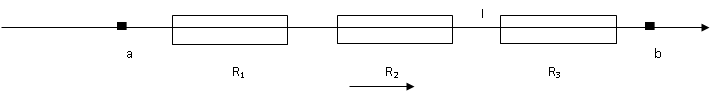 I
a b
R₁ R₂ R₃